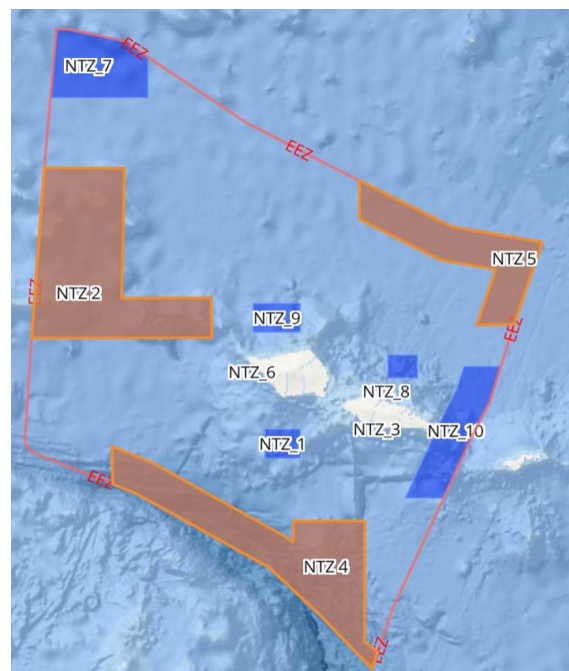 EEZ
NTZ_7
EEZ
NTZ 5
EEZ
NTZ 2
NTZ_9
EEZ
NTZ_6
NTZ_8
NTZ_3
NTZ_10
NTZ_1
EEZ
NTZ 4
EEZ